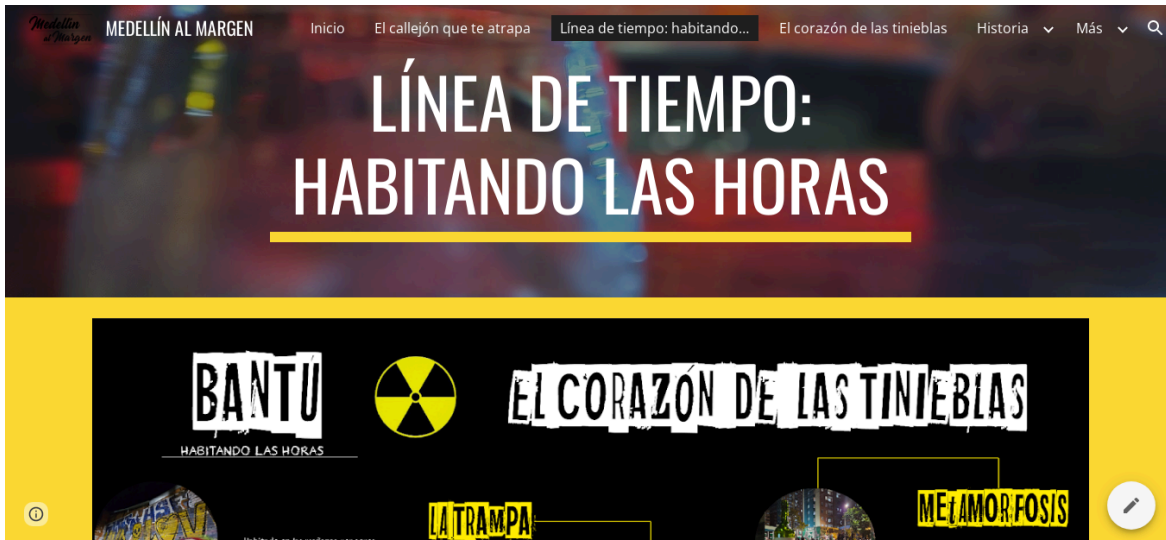 Medellín
al Margen
MEDELLÍN AL MARGEN
Inicio
El callejón que te atrapa
Línea de tiempo: habitando...
El corazón de las tinieblas
Historia
Más
LÍNEA DE TIEMPO:
HABITANDO LAS HORAS
BANTÚ
EL CORAZÓN DE LAS TINIEBLAS
HABITANDO LAS HORAS
METAMORFOSIS
LA TRAMPA